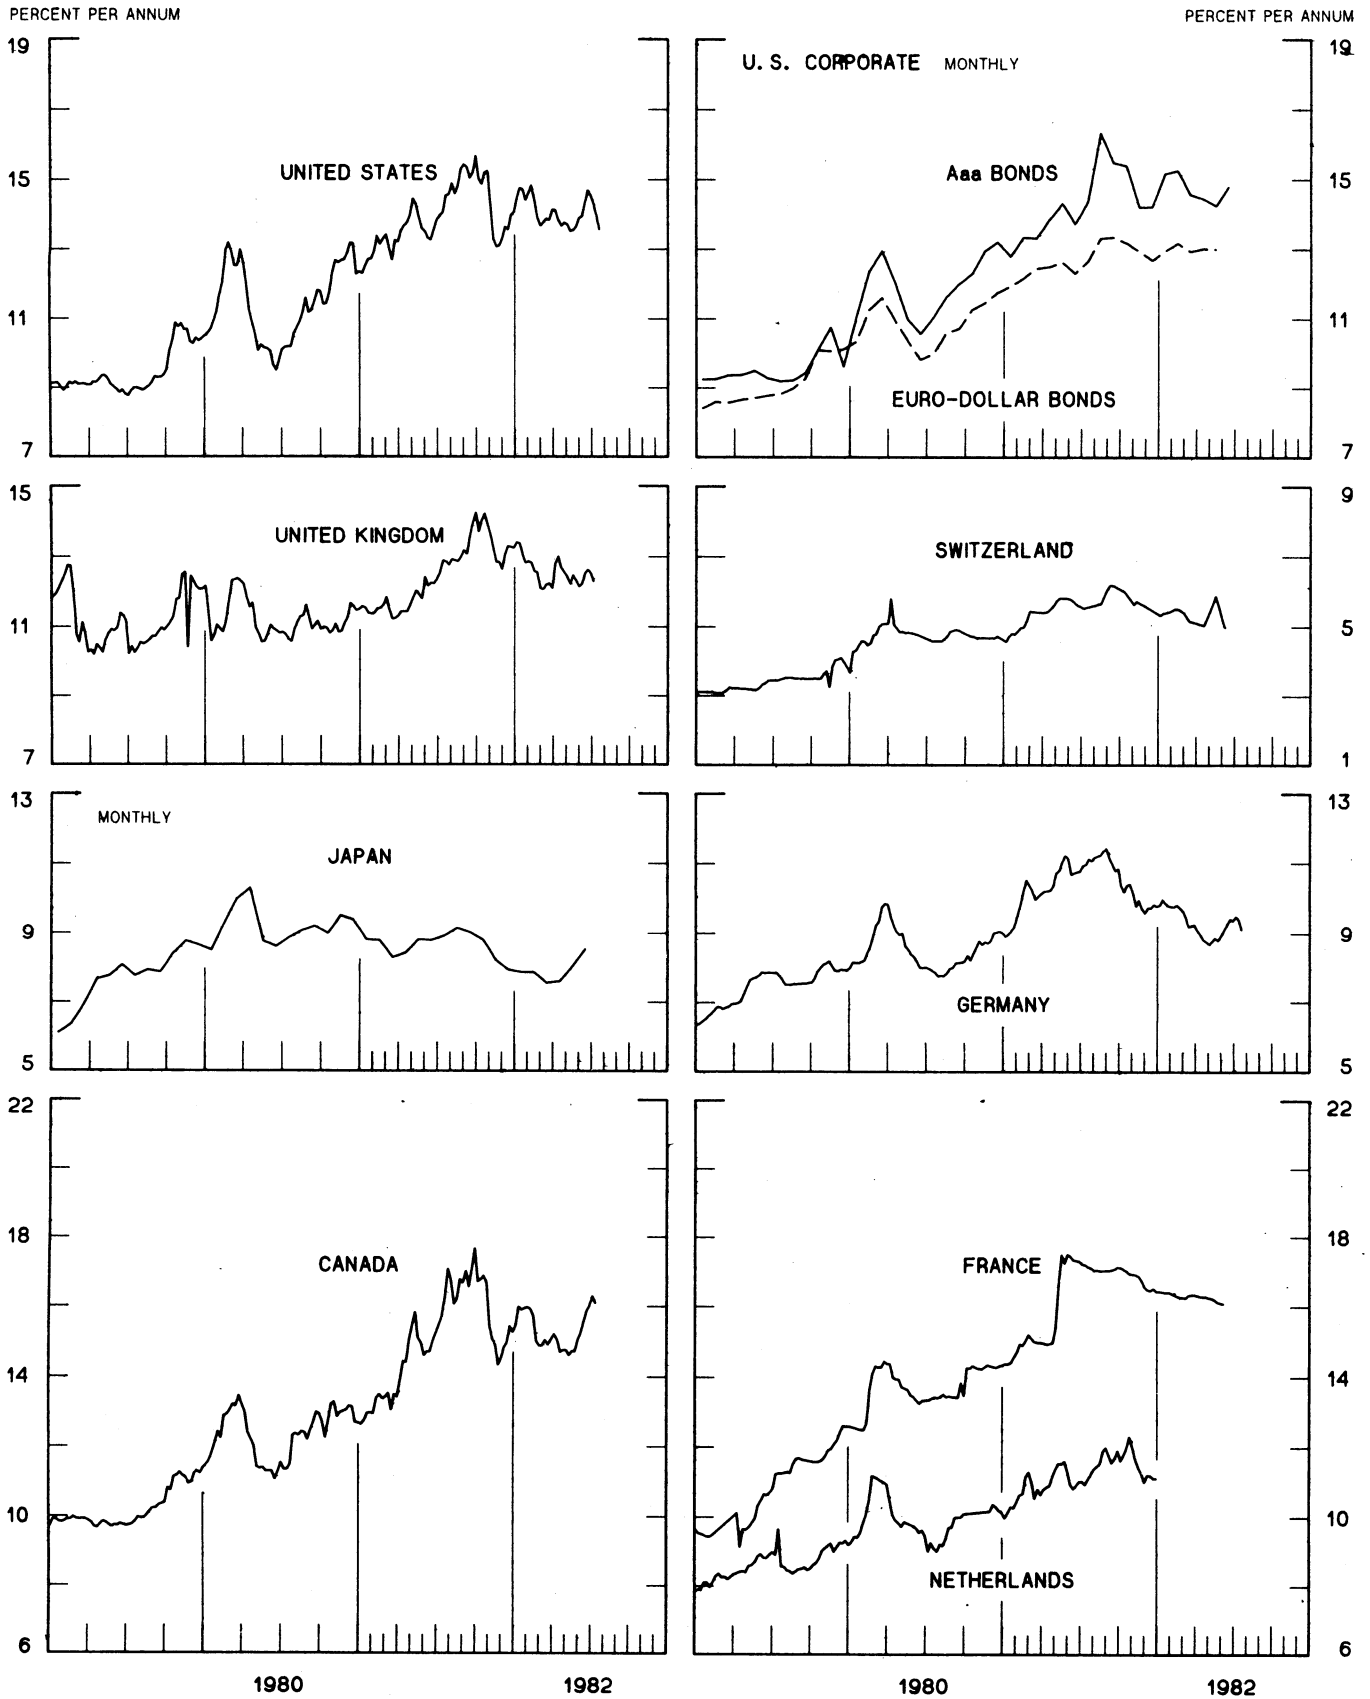 PERCENT PER ANNUM
PERCENT PER ANNUM
19
15
11
7
UNITED STATES
U. S. CORPORATE MONTHLY
Aaa BONDS
EURO-DOLLAR BONDS
19
15
11
7
15
11
7
UNITED KINGDOM
SWITZERLAND
9
5
1
13
9
5
MONTHLY
JAPAN
GERMANY
13
9
5
22
18
14
10
6
CANADA
FRANCE
NETHERLANDS
22
18
14
10
6
1980
1982
1980
1982